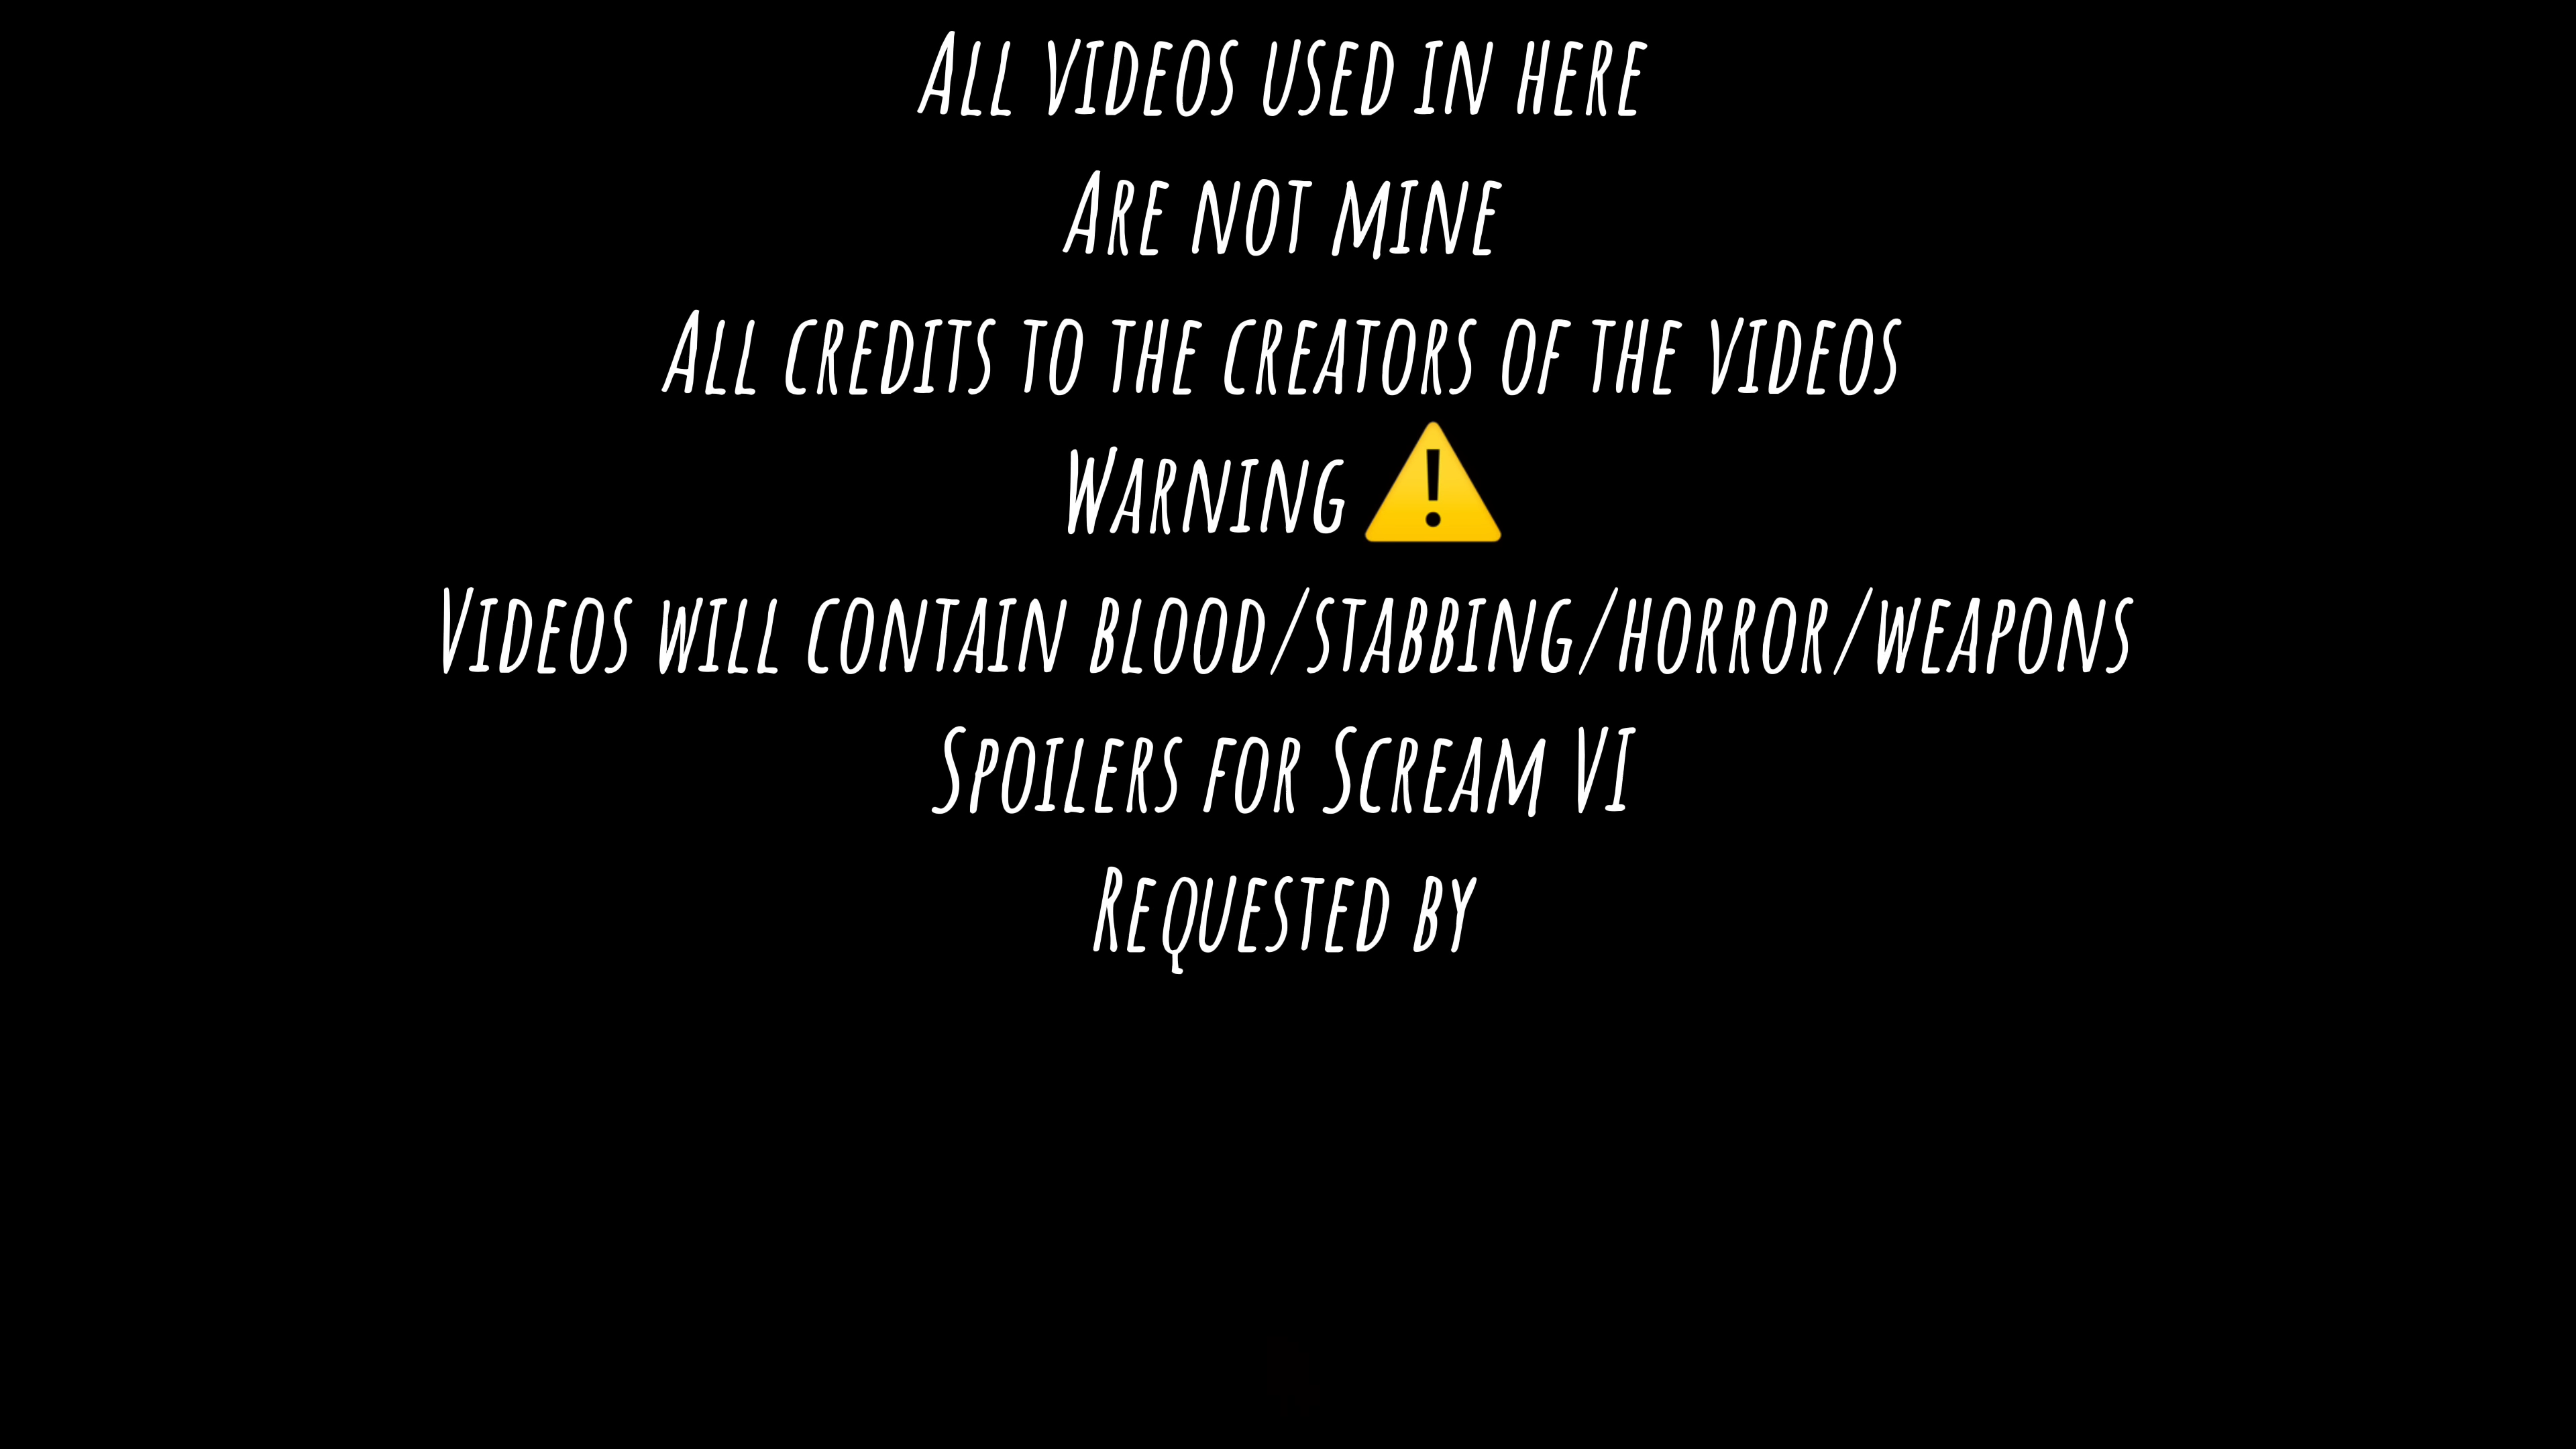 All videos used in here
Are not mine
All credits to the creators of the videos
Warning ⚠️
Videos will contain blood/stabbing/horror/weapons
Spoilers for Scream VI
Requested by